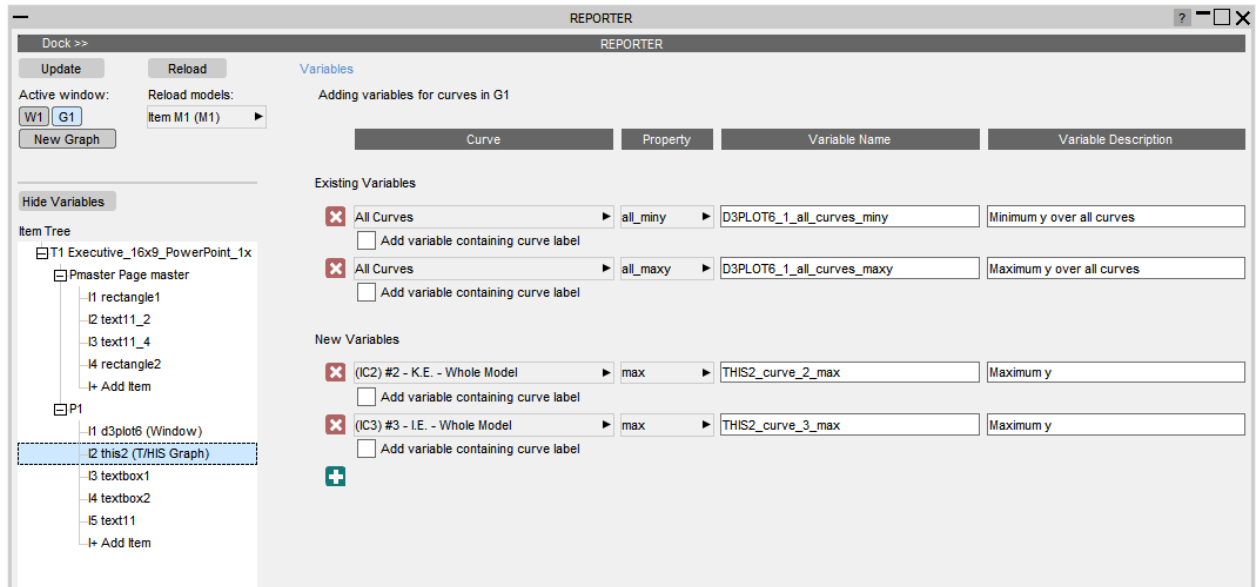 REPORTER
?
Dock >>
REPORTER
Update
Reload
Variables
Active window:
Reload models:
Adding variables for curves in G1
W1
G1
Item M1 (M1)
New Graph
Curve
Property
Variable Name
Variable Description
Existing Variables
Hide Variables
All Curves
all_miny
D3PLOT6_1_all_curves_miny
Minimum y over all curves
Add variable containing curve label
All Curves
all_maxy
D3PLOT6_1_all_curves_maxy
Maximum y over all curves
Add variable containing curve label
New Variables
(IC2) #2 - K.E. - Whole Model
max
THIS2_curve_2_max
Maximum y
Add variable containing curve label
(IC3) #3 - I.E. - Whole Model
max
THIS2_curve_3_max
Maximum y
Add variable containing curve label
Item Tree
T1 Executive_16x9_PowerPoint_1x
Pmaster Page master
I1 rectangle1
I2 text11_2
I3 text11_4
I4 rectangle2
I+ Add Item
P1
I1 d3plot6 (Window)
I2 this2 (T/HIS Graph)
I3 textbox1
I4 textbox2
I5 text11
I+ Add Item